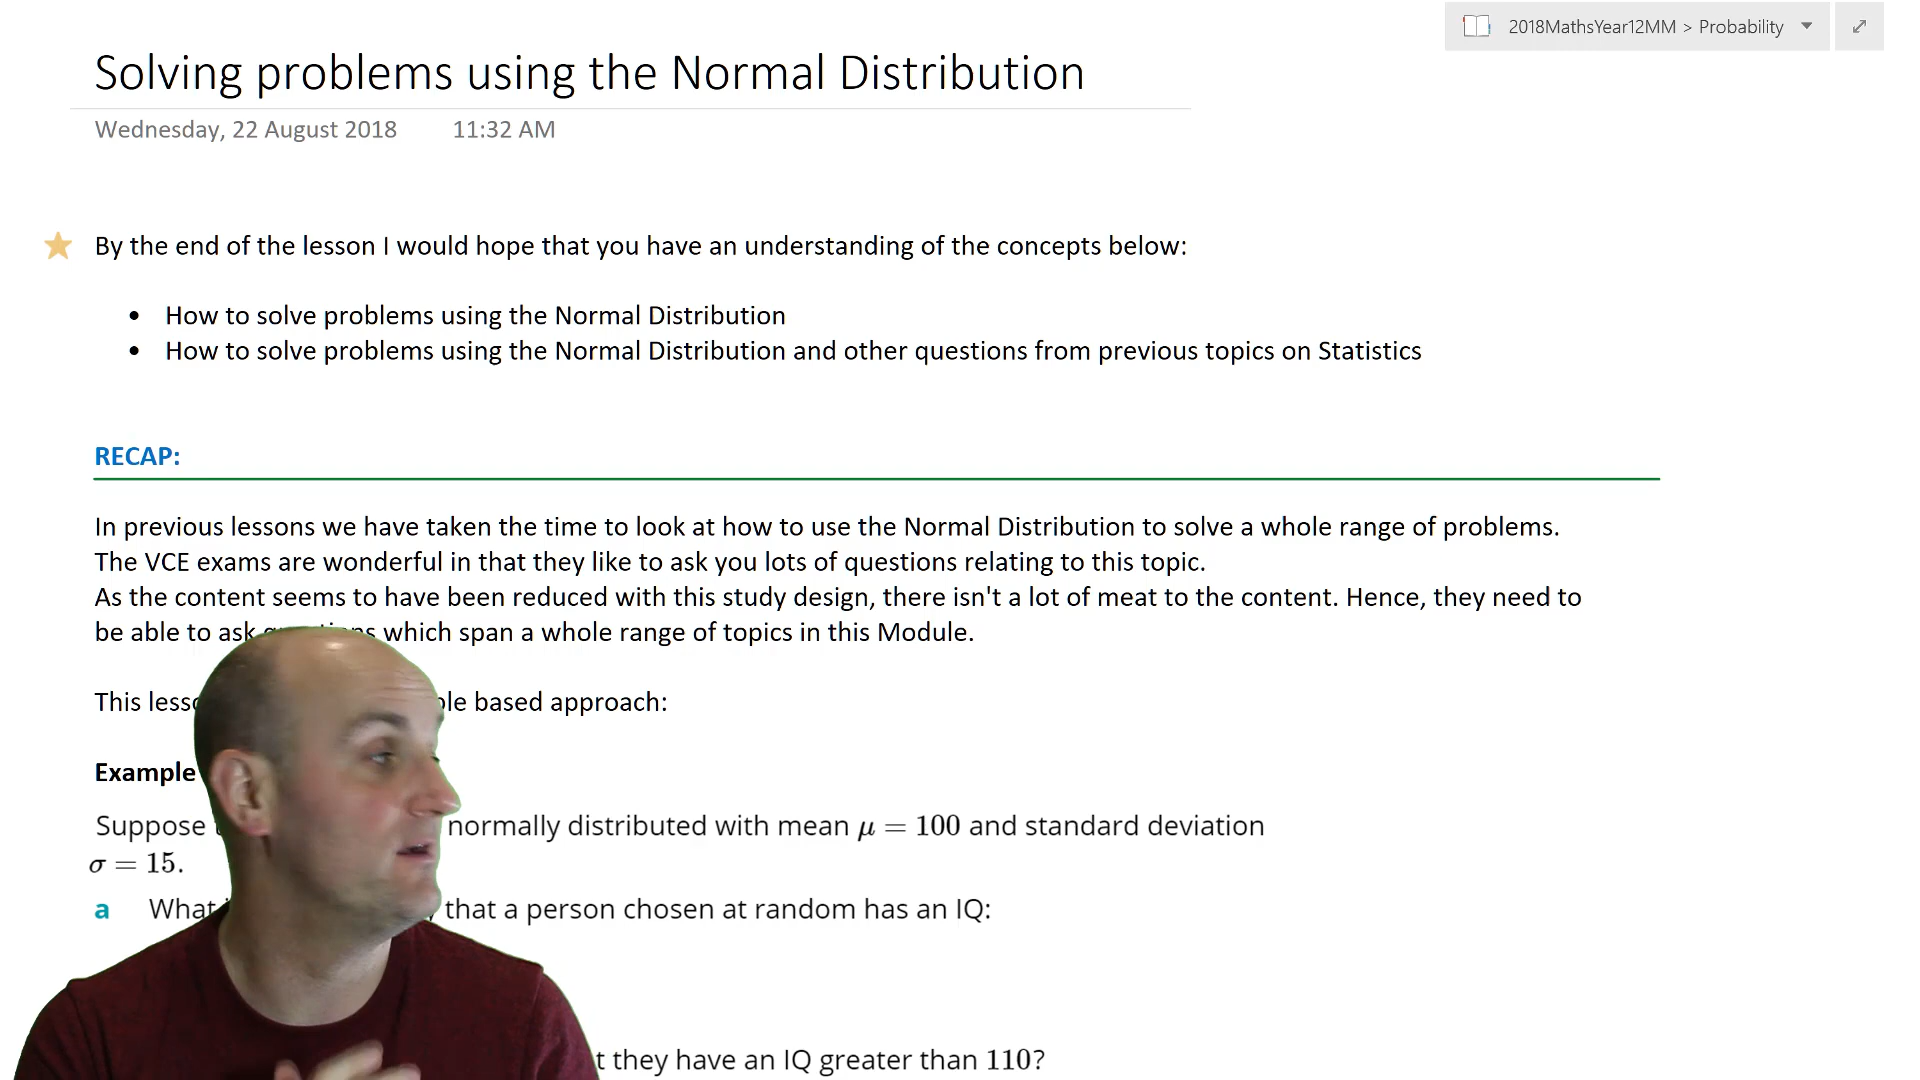 2018MathsYear12MM > Probability
Solving problems using the Normal Distribution
Wednesday, 22 August 2018 11:32 AM
By the end of the lesson I would hope that you have an understanding of the concepts below:
• How to solve problems using the Normal Distribution
• How to solve problems using the Normal Distribution and other questions from previous topics on Statistics
RECAP:
In previous lessons we have taken the time to look at how to use the Normal Distribution to solve a whole range of problems.
The VCE exams are wonderful in that they like to ask you lots of questions relating to this topic.
As the content seems to have been reduced with this study design, there isn't a lot of meat to the content. Hence, they need to
be able to ask which span a whole range of topics in this Module.
This based approach:
Example
Suppose normally distributed with mean μ = 100 and standard deviation
σ = 15.
a What that a person chosen at random has an IQ:
they have an IQ greater than 110?